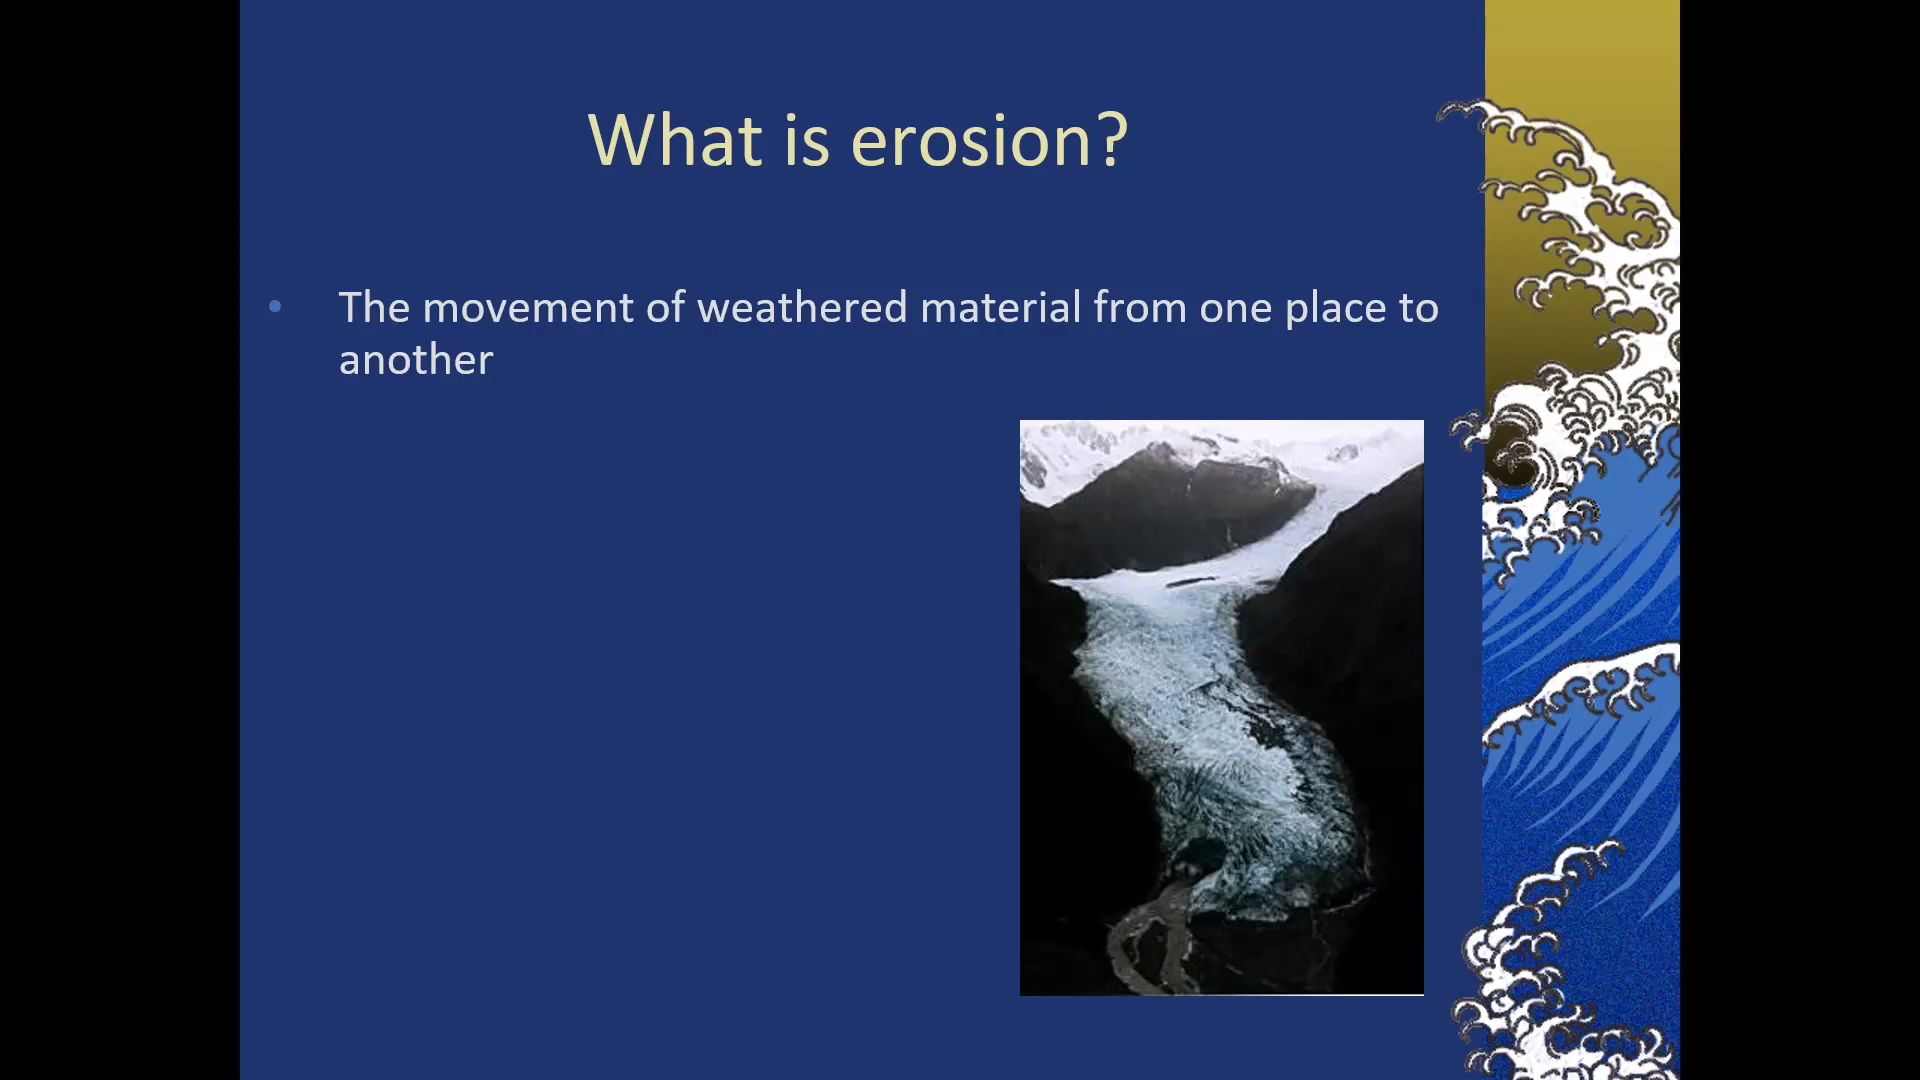 What is erosion?
• The movement of weathered material from one place to
another